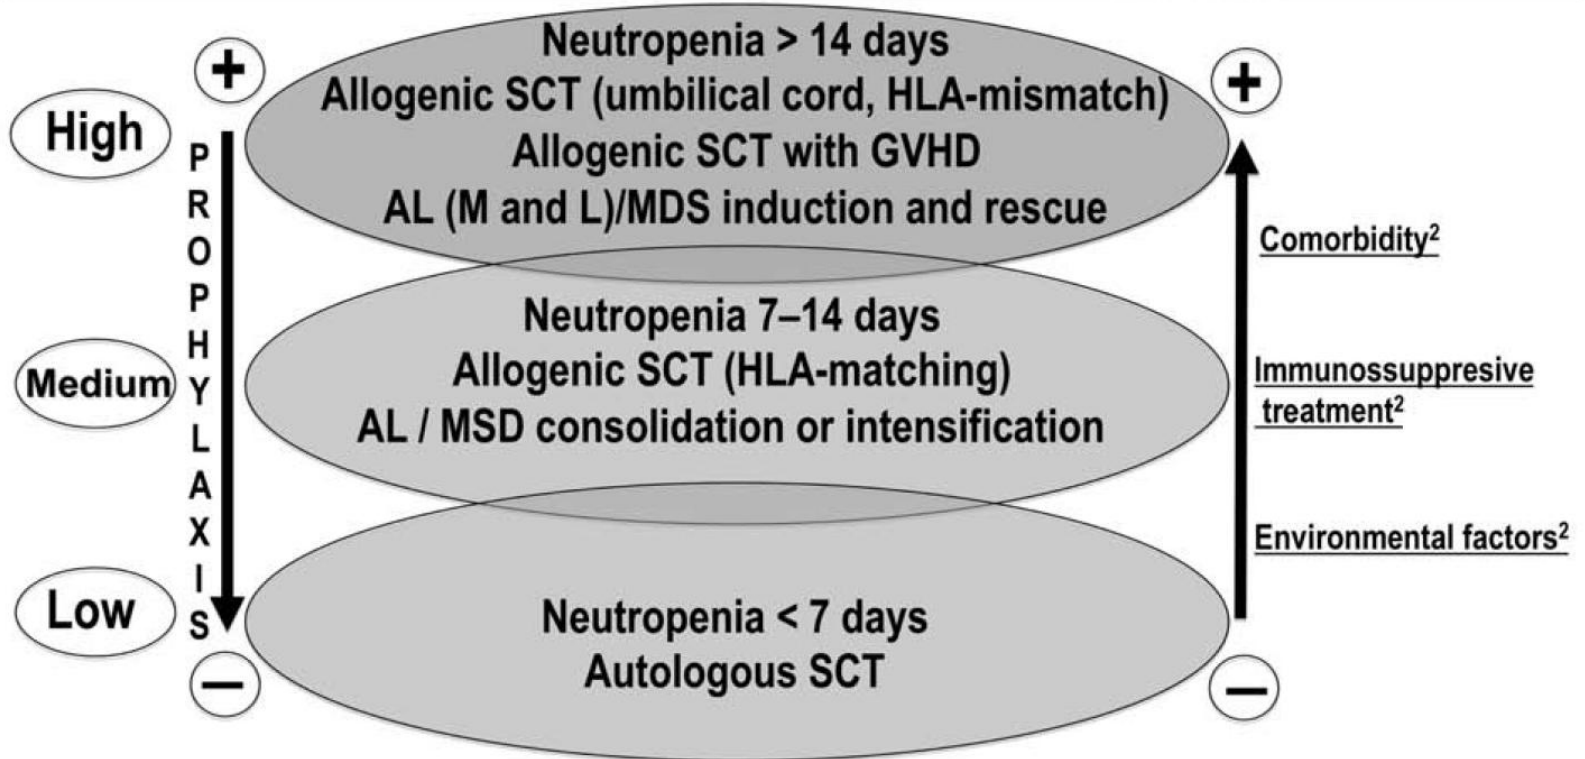 +
High
PROPHYLAXIS
Neutropenia > 14 days
Allogenic SCT (umbilical cord, HLA-mismatch)
Allogenic SCT with GVHD
AL (M and L)/MDS induction and rescue
+
Comorbidity²
Medium
Neutropenia 7–14 days
Allogenic SCT (HLA-matching)
AL / MSD consolidation or intensification
Immunossuppresive
treatment²
Environmental factors²
Low
Neutropenia < 7 days
Autologous SCT
−
−